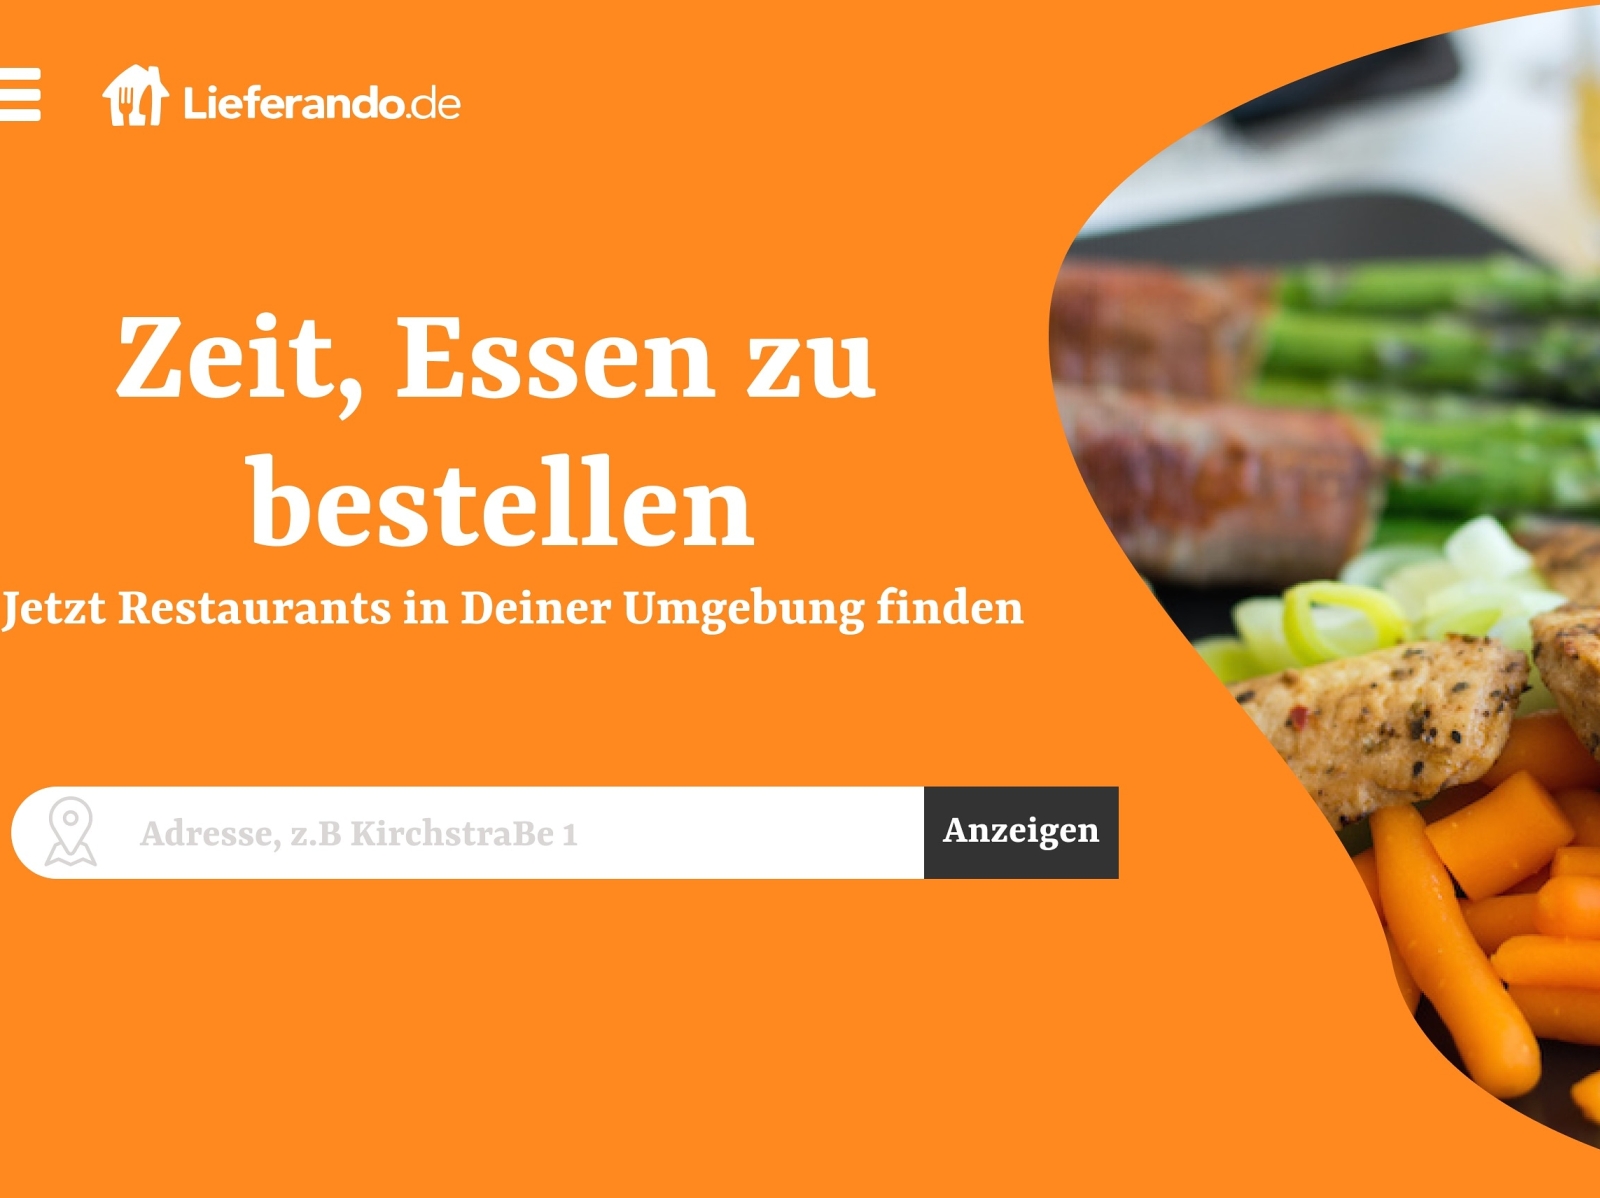 Lieferando.de
Zeit, Essen zu
bestellen
Jetzt Restaurants in Deiner Umgebung finden
Adresse, z.B KirchstraBe 1
Anzeigen